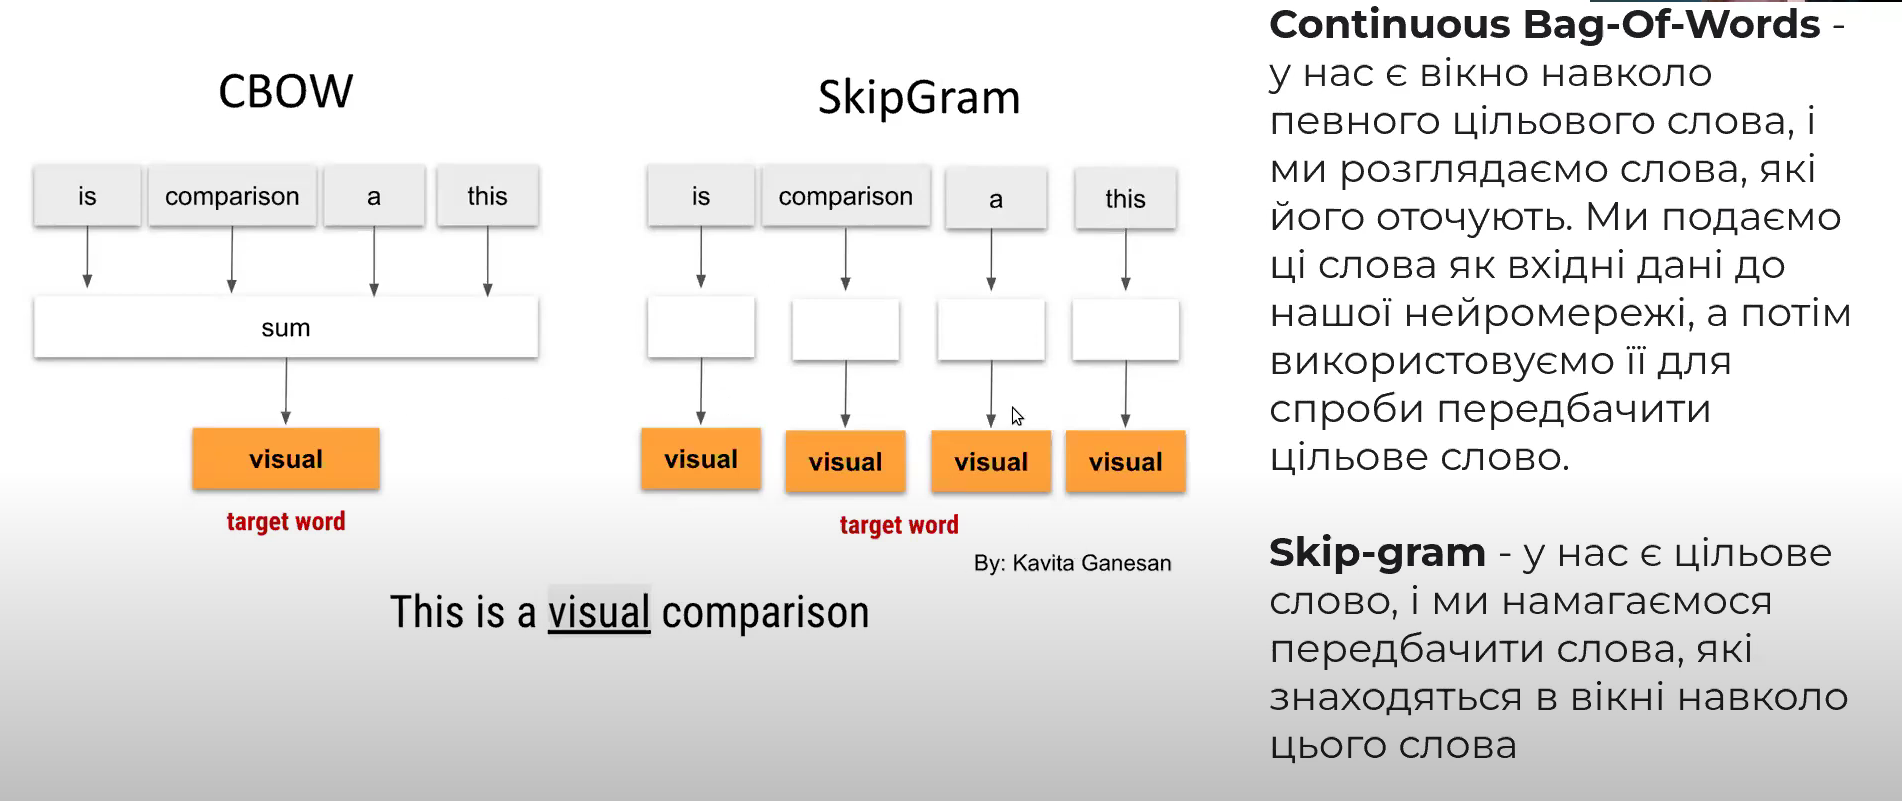 CBOW
is comparison a this
sum
visual
target word
SkipGram
is comparison a this
visual visual visual visual
target word
By: Kavita Ganesan
This is a visual comparison
Continuous Bag-Of-Words -
у нас є вікно навколо
певного цільового слова, і
ми розглядаємо слова, які
його оточують. Ми подаємо
ці слова як вхідні дані до
нашої нейромережі, а потім
використовуємо її для
спроби передбачити
цільове слово.
Skip-gram - у нас є цільове
слово, і ми намагаємося
передбачити слова, які
знаходяться в вікні навколо
цього слова